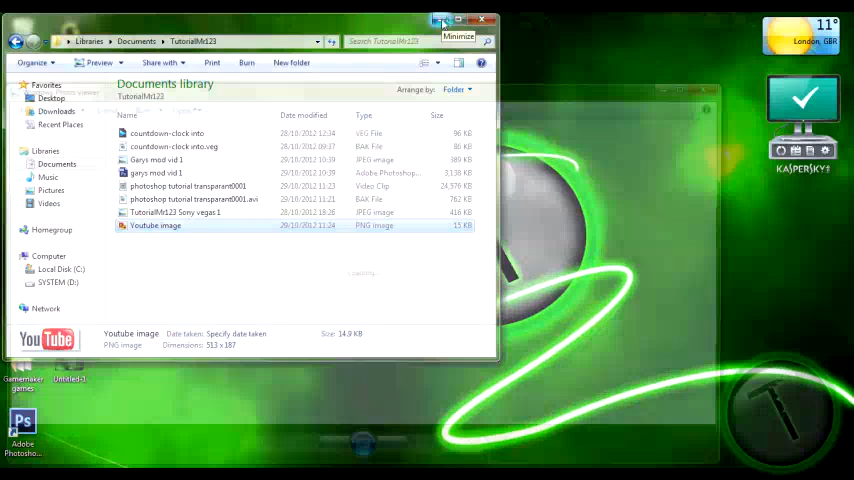 Minimize
11°
London, GBR
Libraries Documents TutorialMr123
Search TutorialMr123
Organize Preview Share with Print Burn New folder
Favorites
Desktop
Downloads
Recent Places
Libraries
Documents
Music
Pictures
Videos
Homegroup
Computer
Local Disk (C:)
SYSTEM (D:)
Network
Documents library
TutorialMr123
Arrange by: Folder
Name Date modified Type Size
countdown-clock into 28/10/2012 12:34 VEG File 96 KB
countdown-clock into.veg 28/10/2012 09:37 BAK File 86 KB
Garys mod vid 1 29/10/2012 10:39 JPEG image 389 KB
garys mod vid 1 29/10/2012 10:39 Adobe Photoshop... 3,138 KB
photoshop tutorial transparant0001 29/10/2012 11:23 Video Clip 24,576 KB
photoshop tutorial transparant0001.avi 29/10/2012 11:21 BAK File 762 KB
TutorialMr123 Sony vegas 1 28/10/2012 18:26 JPEG image 416 KB
Youtube image 29/10/2012 11:24 PNG image 15 KB
Loading...
YouTube
Youtube image Date taken: Specify date taken Size: 14.9 KB
PNG image Dimensions: 513 x 187
KASPERSKY
Gamemaker
games
Untitled-1
Ps
Adobe
Photosho...